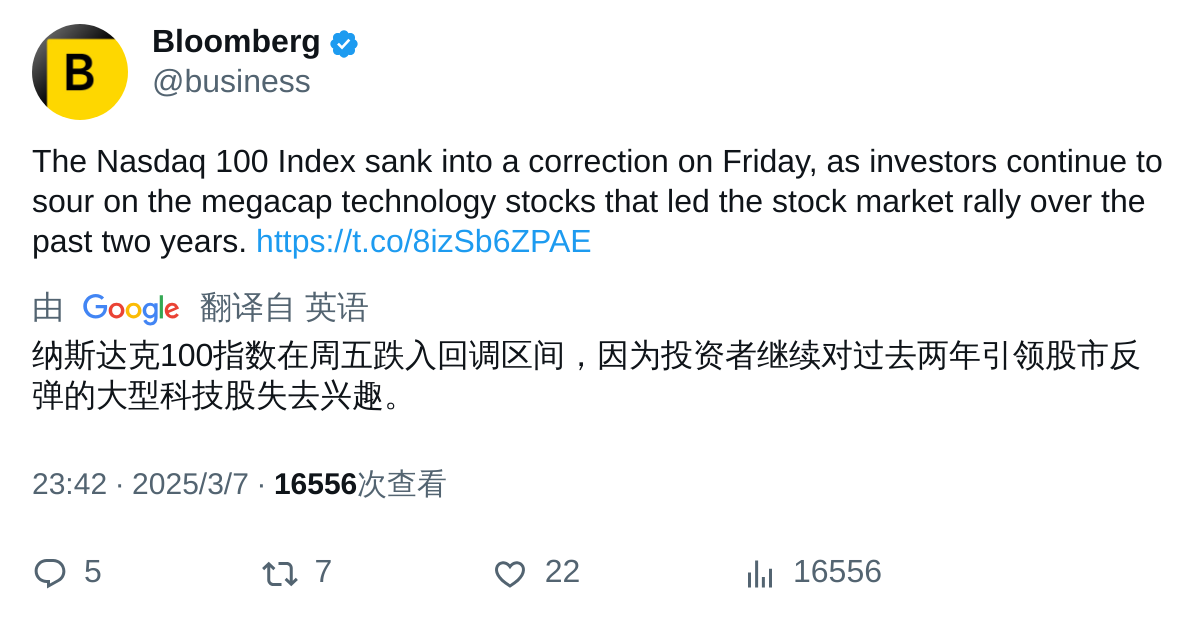 B
Bloomberg
@business
The Nasdaq 100 Index sank into a correction on Friday, as investors continue to
sour on the megacap technology stocks that led the stock market rally over the
past two years. https://t.co/8izSb6ZPAE
由 Google 翻译自 英语
纳斯达克100指数在周五跌入回调区间，因为投资者继续对过去两年引领股市反
弹的大型科技股失去兴趣。
23:42 · 2025/3/7 · 16556次查看
5 7 22 16556